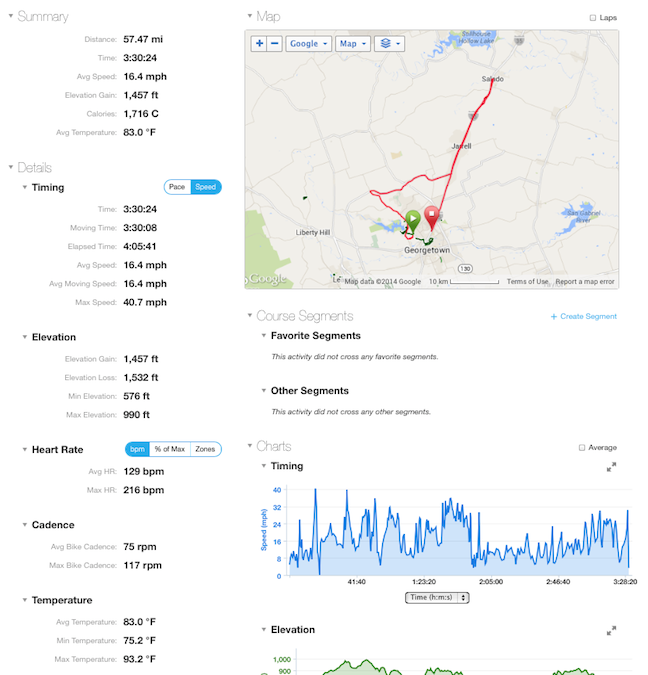 Summary
Distance: 57.47 mi
Time: 3:30:24
Avg Speed: 16.4 mph
Elevation Gain: 1,457 ft
Calories: 1,716 C
Avg Temperature: 83.0 °F
Details
Timing
Pace Speed
Time: 3:30:24
Moving Time: 3:30:08
Elapsed Time: 4:05:41
Avg Speed: 16.4 mph
Avg Moving Speed: 16.4 mph
Max Speed: 40.7 mph
Elevation
Elevation Gain: 1,457 ft
Elevation Loss: 1,532 ft
Min Elevation: 576 ft
Max Elevation: 990 ft
Heart Rate
bpm % of Max Zones
Avg HR: 129 bpm
Max HR: 216 bpm
Cadence
Avg Bike Cadence: 75 rpm
Max Bike Cadence: 117 rpm
Temperature
Avg Temperature: 83.0 °F
Min Temperature: 75.2 °F
Max Temperature: 93.2 °F
Map
Laps
+ − Google Map
Stillhouse
Hollow Lake
35
Salado
Jarrell
San Gabriel
River
Liberty Hill
Georgetown
130
Google
Map data ©2014 Google 10 km Terms of Use Report a map error
Course Segments
+ Create Segment
Favorite Segments
This activity did not cross any favorite segments.
Other Segments
This activity did not cross any other segments.
Charts
Average
Timing
Speed (mph)
40
32
24
16
8
0
41:40 1:23:20 2:05:00 2:46:40 3:28:20
Time (h:m:s)
Elevation
1,000
900